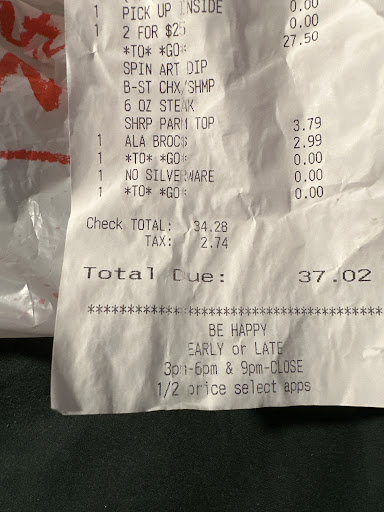 1 PICK UP INSIDE 0.00
1 2 FOR $25 27.50
*TO* *GO*
SPIN ART DIP
B-ST CHX/SHMP
6 OZ STEAK
SHRP PARM TOP 3.79
1 ALA BROCS 2.99
1 *TO* *GO* 0.00
1 NO SILVERWARE 0.00
1 *TO* *GO* 0.00
Check TOTAL: 34.28
TAX: 2.74
Total Due: 37.02
********************************************
BE HAPPY
EARLY or LATE
3pm-6pm & 9pm-CLOSE
1/2 price select apps